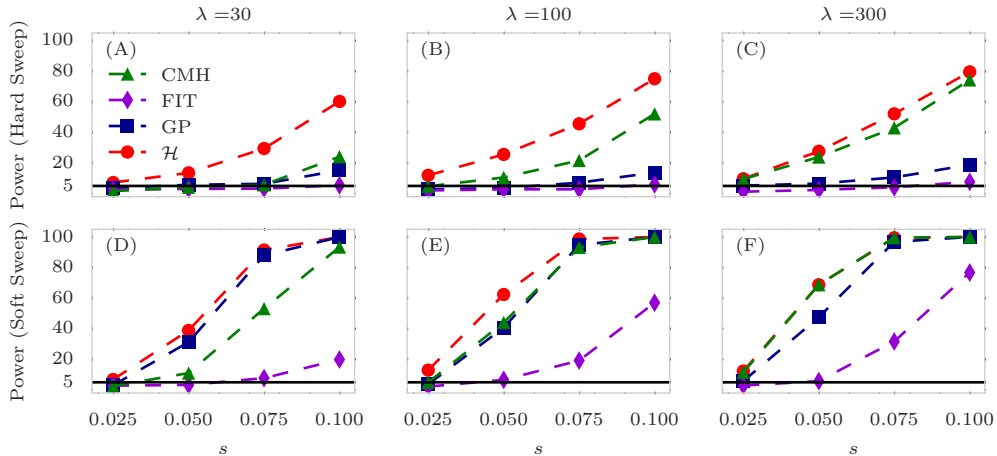 λ = 30 λ = 100 λ = 300
Power (Hard Sweep)
100
80
60
40
20
5
(A) (B) (C)
CMH
FIT
GP
ℋ
Power (Soft Sweep)
100
80
60
40
20
5
(D) (E) (F)
0.025 0.050 0.075 0.100 0.025 0.050 0.075 0.100 0.025 0.050 0.075 0.100
s s s